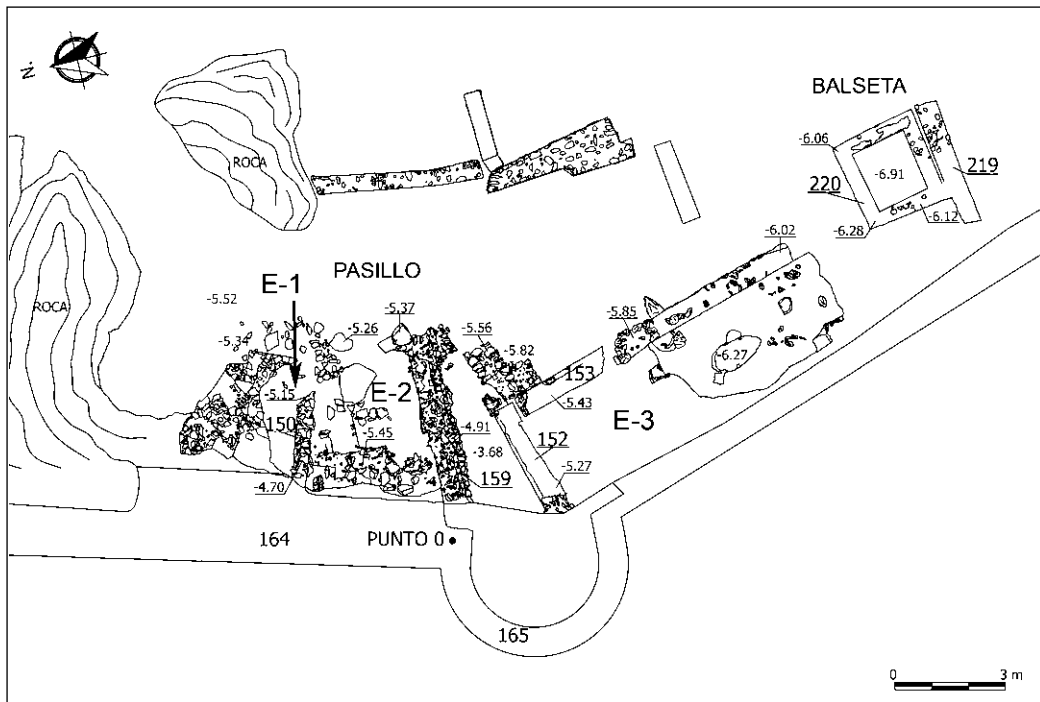 N.
BALSETA
-6.06
ROCA
-6.91
219
220
-6.12
-6.28
-6.02
PASILLO
E-1
-5.52
ROCA
-5.37
-5.85
-5.34
-5.26
-5.56
-5.82
-6.27
153
-5.15
E-2
-5.43
E-3
150
-5.45
-4.91
152
-3.68
159
-5.27
-4.70
164
PUNTO 0
165
0 3 m